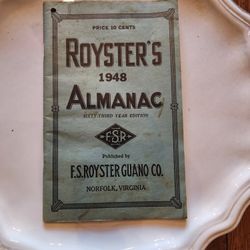 PRICE 10 CENTS
ROYSTER'S
1948
ALMANAC
SIXTY-THIRD YEAR EDITION
F.S.R.
Published by
F.S. ROYSTER GUANO CO.
NORFOLK, VIRGINIA